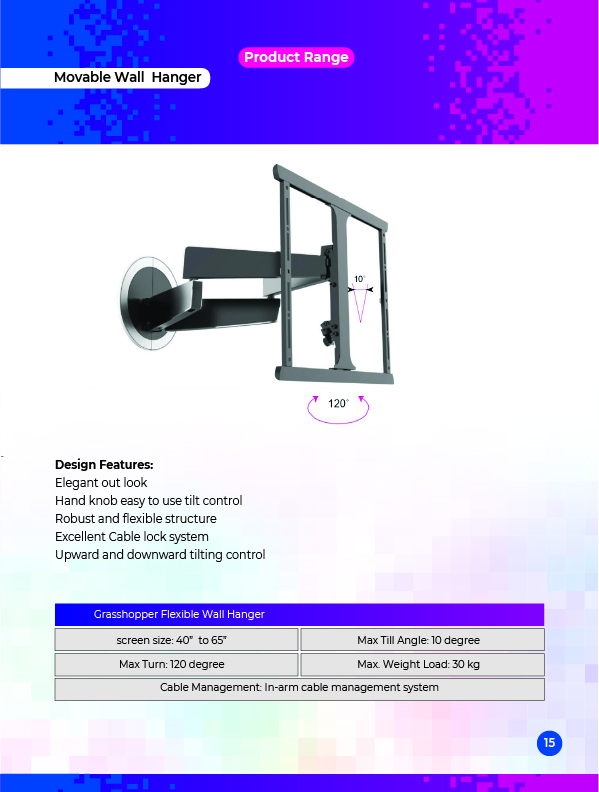 Product Range
Movable Wall Hanger
10°
120°
Design Features:
Elegant out look
Hand knob easy to use tilt control
Robust and flexible structure
Excellent Cable lock system
Upward and downward tilting control
Grasshopper Flexible Wall Hanger
screen size: 40” to 65”
Max Till Angle: 10 degree
Max Turn: 120 degree
Max. Weight Load: 30 kg
Cable Management: In-arm cable management system
15